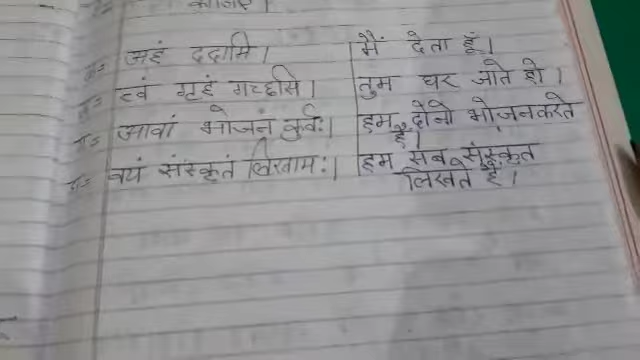 कीजिए।
क= अहं ददामि। मैं देता हूं।
त्वं गृहं गच्छसि। तुम घर जाते हो।
आवां भोजनं कुर्वः। हम दोनो भोजन करते हैं।
वयं संस्कृतं लिखामः। हम सब संस्कृत
लिखते हैं।